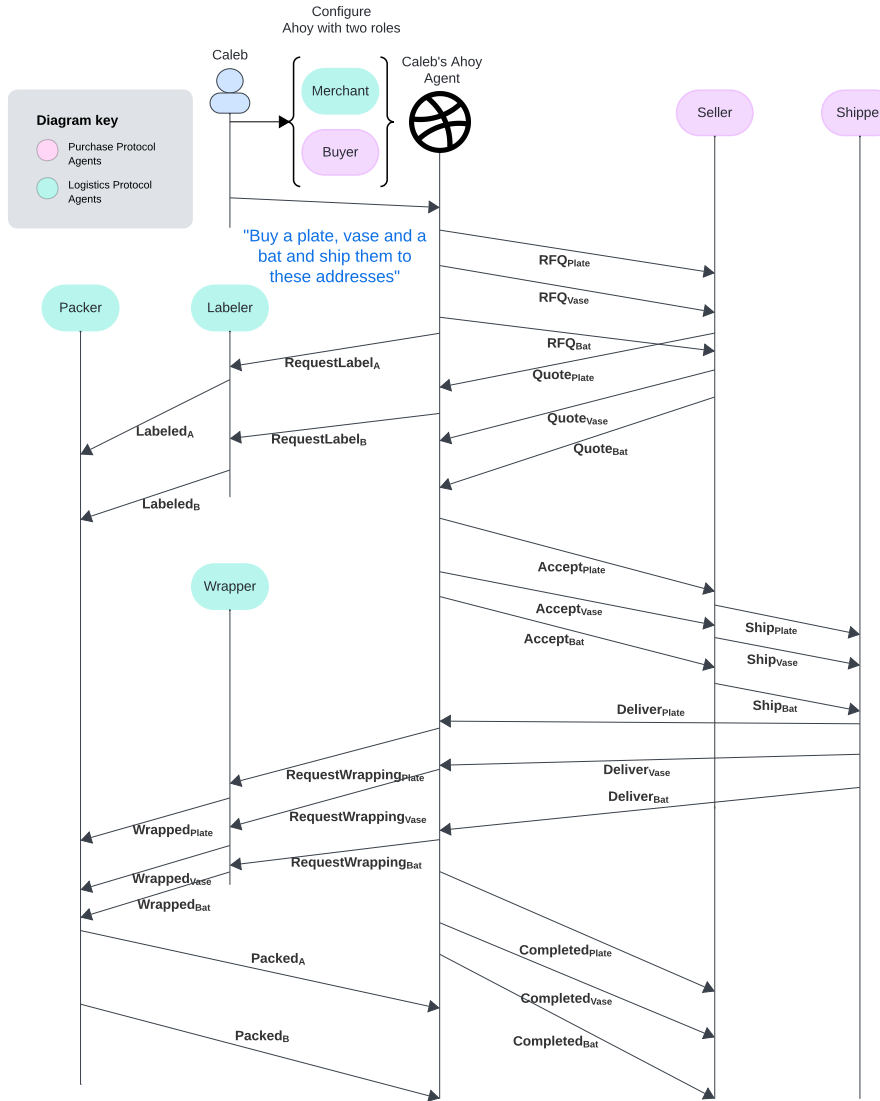 Configure
Ahoy with two roles
Caleb
Caleb's Ahoy
Agent
Merchant
Buyer
Seller
Shippe
Diagram key
Purchase Protocol
Agents
Logistics Protocol
Agents
"Buy a plate, vase and a
bat and ship them to
these addresses"
Packer
Labeler
RFQPlate
RFQVase
RFQBat
RequestLabelA
QuotePlate
LabeledA
RequestLabelB
QuoteVase
QuoteBat
LabeledB
Wrapper
AcceptPlate
AcceptVase
AcceptBat
ShipPlate
ShipVase
ShipBat
DeliverPlate
DeliverVase
DeliverBat
RequestWrappingPlate
RequestWrappingVase
RequestWrappingBat
WrappedPlate
WrappedVase
WrappedBat
PackedA
PackedB
CompletedPlate
CompletedVase
CompletedBat